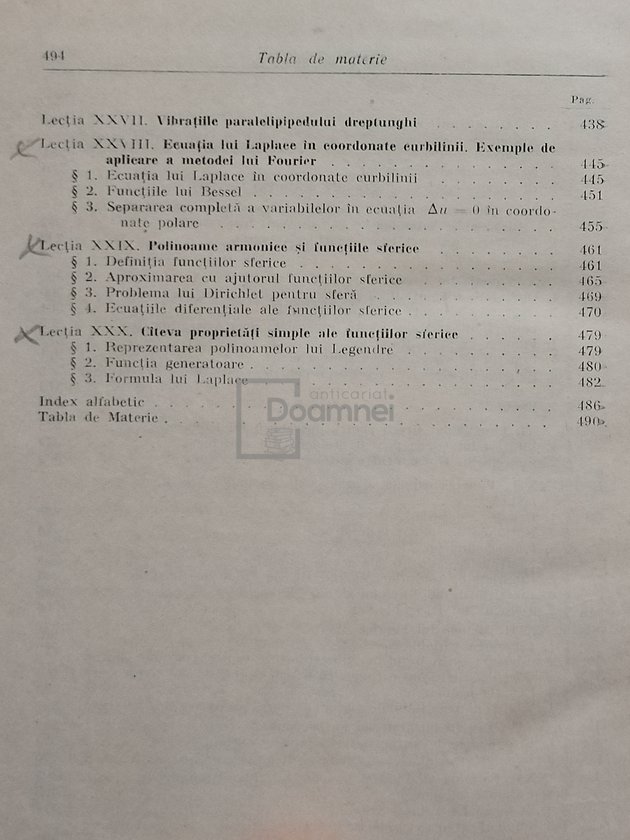 494
Tabla de materie
Pag.
Lecția XXVII. Vibrațiile paralelipipedului dreptunghi . . . . . . . . 438
Lecția XXVIII. Ecuația lui Laplace în coordonate curbilinii. Exemple de
aplicare a metodei lui Fourier . . . . . . . . . . . . . . 445
§ 1. Ecuația lui Laplace în coordonate curbilinii . . . . . . . 445
§ 2. Funcțiile lui Bessel . . . . . . . . . . . . . . . . . 451
§ 3. Separarea completă a variabilelor în ecuația Δu = 0 în coordo-
nate polare . . . . . . . . . . . . . . . . . . . 455
Lecția XXIX. Polinoame armonice și funcțiile sferice . . . . . . . . 461
§ 1. Definiția funcțiilor sferice . . . . . . . . . . . . . . 461
§ 2. Aproximarea cu ajutorul funcțiilor sferice . . . . . . . . 465
§ 3. Problema lui Dirichlet pentru sferă . . . . . . . . . . 469
§ 4. Ecuațiile diferențiale ale funcțiilor sferice . . . . . . . . 470
Lecția XXX. Cîteva proprietăți simple ale funcțiilor sferice . . . . . 479
§ 1. Reprezentarea polinoamelor lui Legendre . . . . . . . . 479
§ 2. Funcția generatoare . . . . . . . . . . . . . . . . . 480
§ 3. Formula lui Laplace . . . . . . . . . . . . . . . . . 482
Index alfabetic . . . . . . . . . . . . . . . . . . . . . . 486
Tabla de Materie . . . . . . . . . . . . . . . . . . . . . 490
anticariat
Doamnei